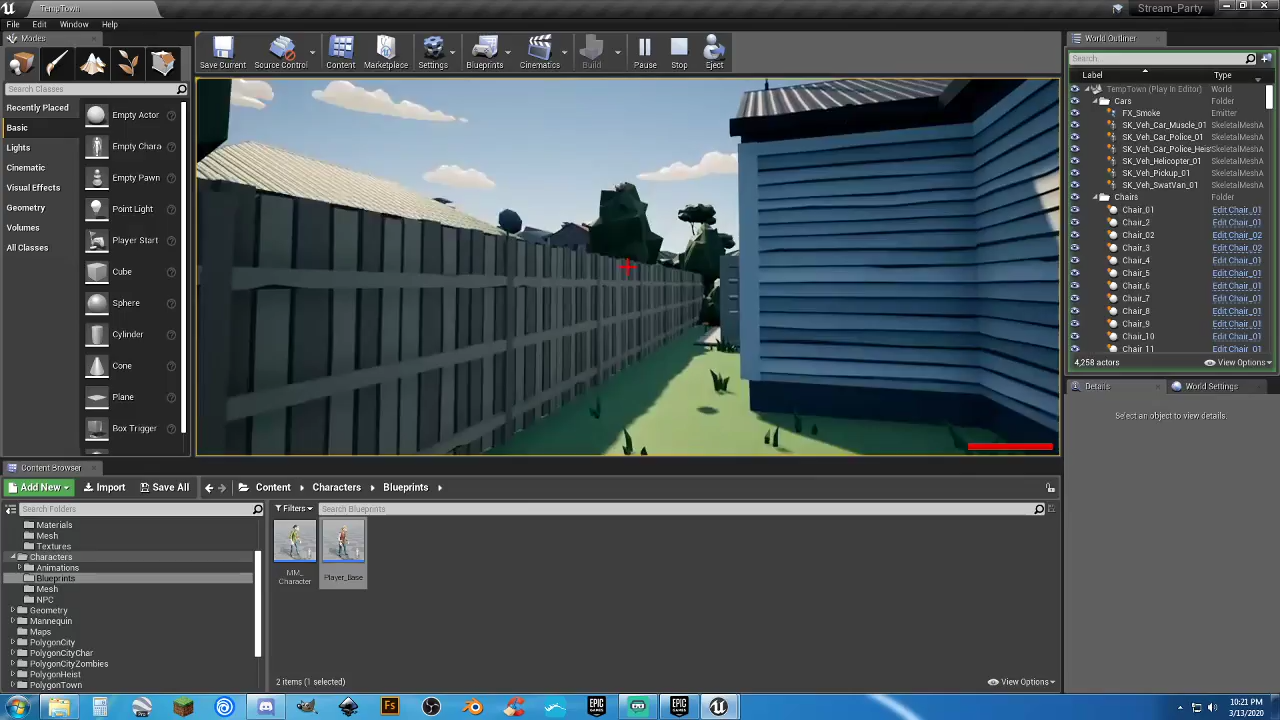 TempTown
Stream_Party
File Edit Window Help
Modes
Search Classes
Recently Placed
Basic
Lights
Cinematic
Visual Effects
Geometry
Volumes
All Classes
Empty Actor
Empty Chara
Empty Pawn
Point Light
Player Start
Cube
Sphere
Cylinder
Cone
Plane
Box Trigger
Save Current
Source Control
Content
Marketplace
Settings
Blueprints
Cinematics
Build
Pause
Stop
Eject
World Outliner
Search...
Label Type
TempTown (Play In Editor) World
Cars Folder
FX_Smoke Emitter
SK_Veh_Car_Muscle_01 SkeletalMeshA
SK_Veh_Car_Police_01 SkeletalMeshA
SK_Veh_Car_Police_Heis SkeletalMeshA
SK_Veh_Helicopter_01 SkeletalMeshA
SK_Veh_Pickup_01 SkeletalMeshA
SK_Veh_SwatVan_01 SkeletalMeshA
Chairs Folder
Chair_01 Edit Chair_01
Chair_2 Edit Chair_01
Chair_02 Edit Chair_02
Chair_3 Edit Chair_02
Chair_4 Edit Chair_01
Chair_5 Edit Chair_01
Chair_6 Edit Chair_01
Chair_7 Edit Chair_01
Chair_8 Edit Chair_01
Chair_9 Edit Chair_01
Chair_10 Edit Chair_01
Chair_11 Edit Chair_01
4,258 actors View Options
Details World Settings
Select an object to view details.
Content Browser
Add New Import Save All Content Characters Blueprints
Search Folders
Filters Search Blueprints
Materials
Mesh
Textures
Characters
Animations
Blueprints
Mesh
NPC
Geometry
Mannequin
Maps
PolygonCity
PolygonCityChar
PolygonCityZombies
PolygonHeist
PolygonTown
MM_
Character
Player_Base
2 items (1 selected) View Options
Pro
Fs
EPIC
GAMES
EPIC
GAMES
10:21 PM
3/13/2020